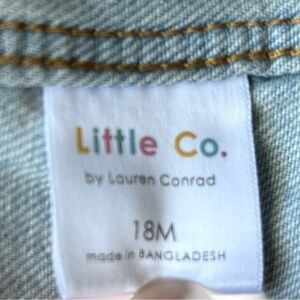 Little Co.
by Lauren Conrad
18M
made in BANGLADESH